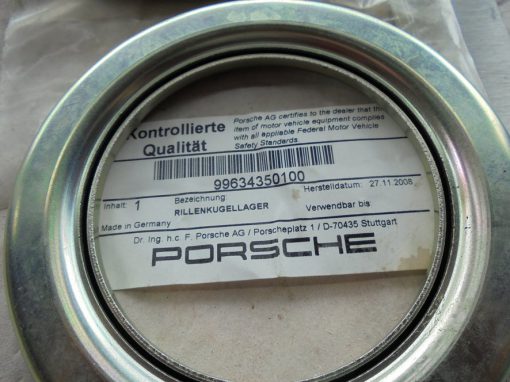 Kontrollierte
Qualität
Porsche AG certifies to the dealer that this
item of motor vehicle equipment complies
with all applicable Federal Motor Vehicle
Safety Standards
99634350100
Inhalt: 1
Bezeichnung:
RILLENKUGELLAGER
Herstelldatum: 27.11.2008
Verwendbar bis
Made in Germany
Dr. Ing. h.c. F. Porsche AG / Porscheplatz 1 / D-70435 Stuttgart
PORSCHE